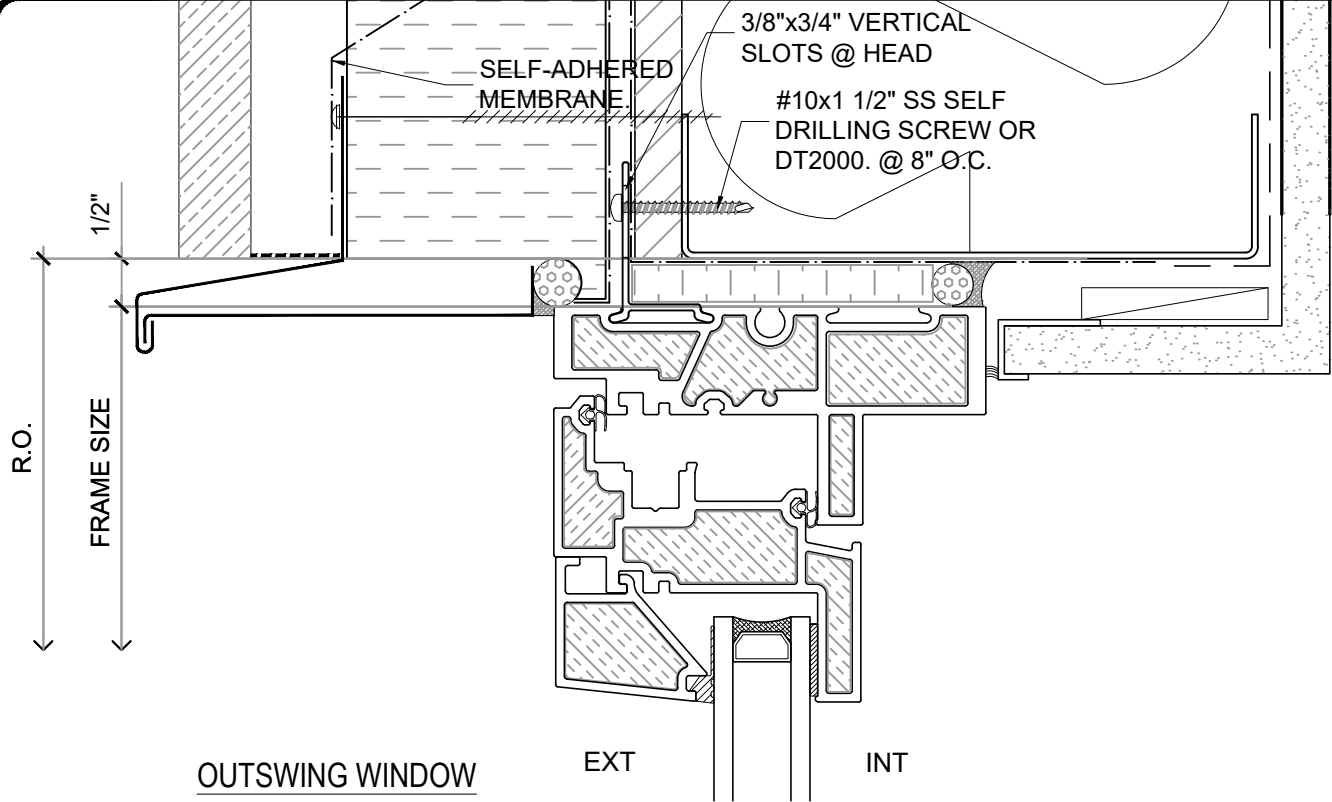 3/8"x3/4" VERTICAL
SLOTS @ HEAD
SELF-ADHERED
MEMBRANE.
#10x1 1/2" SS SELF
DRILLING SCREW OR
DT2000. @ 8" O.C.
1/2"
R.O.
FRAME SIZE
OUTSWING WINDOW
EXT
INT